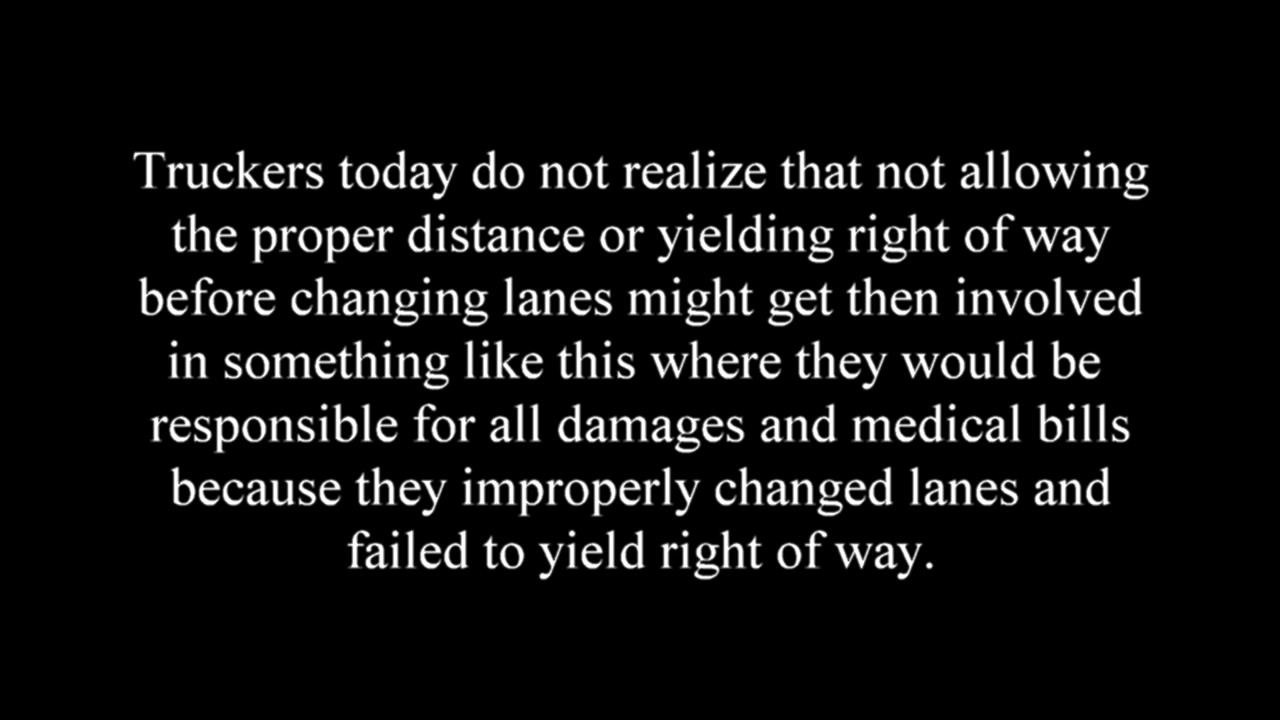 Truckers today do not realize that not allowing
the proper distance or yielding right of way
before changing lanes might get then involved
in something like this where they would be
responsible for all damages and medical bills
because they improperly changed lanes and
failed to yield right of way.